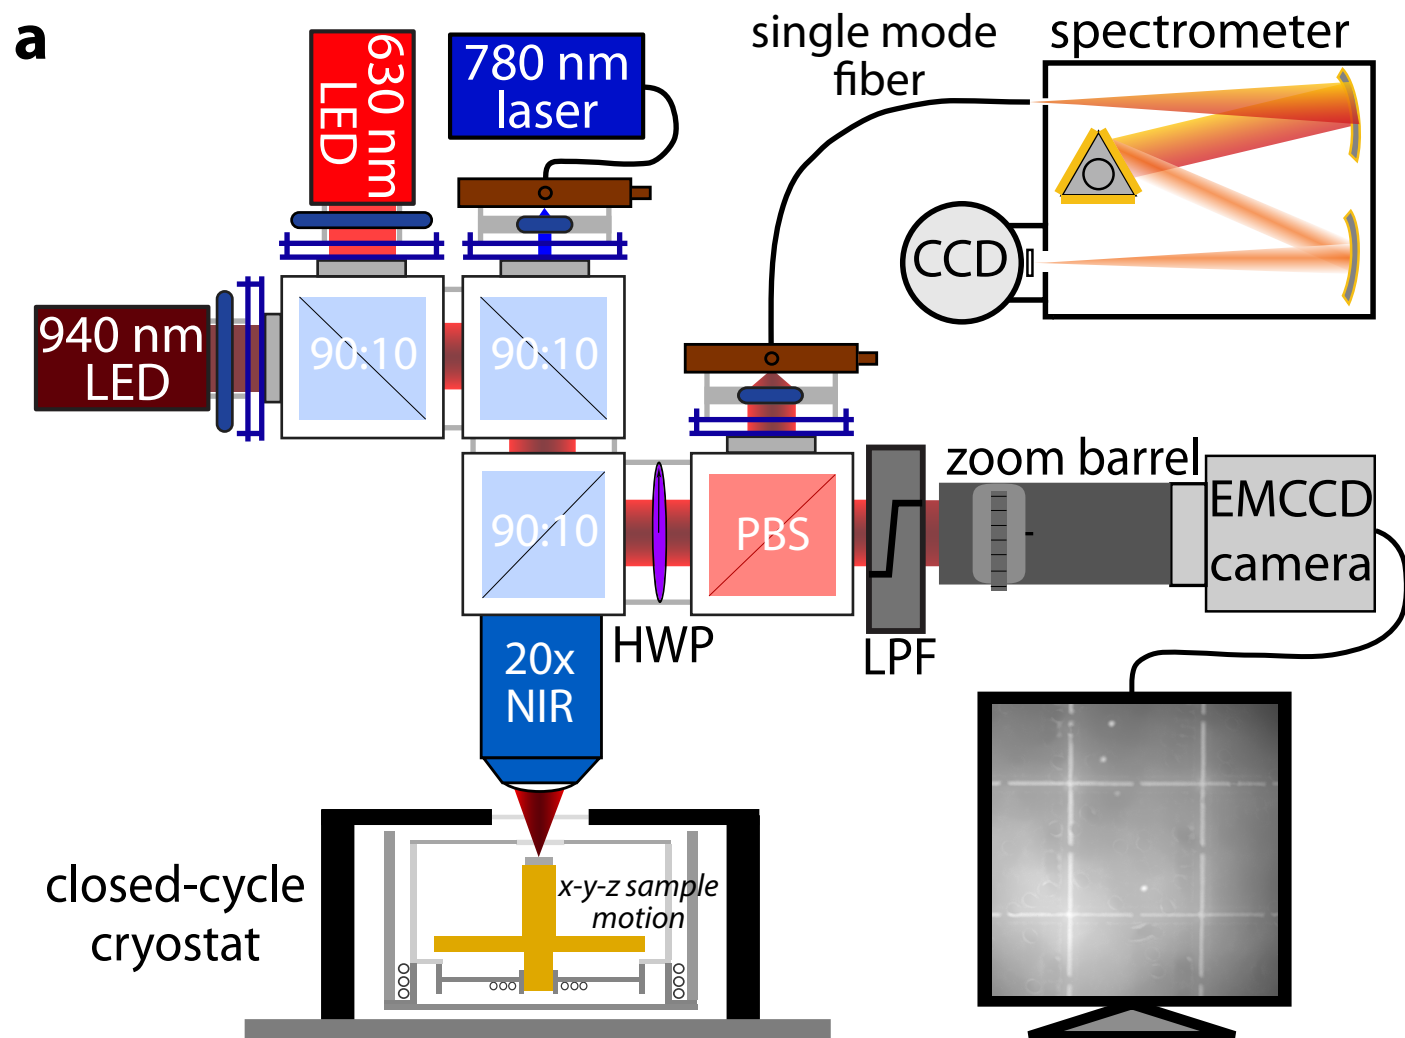 a
630 nm
LED
780 nm
laser
single mode
fiber
spectrometer
CCD
940 nm
LED
90:10
90:10
90:10
PBS
zoom barrel
EMCCD
camera
HWP
LPF
20x
NIR
closed-cycle
cryostat
x-y-z sample
motion